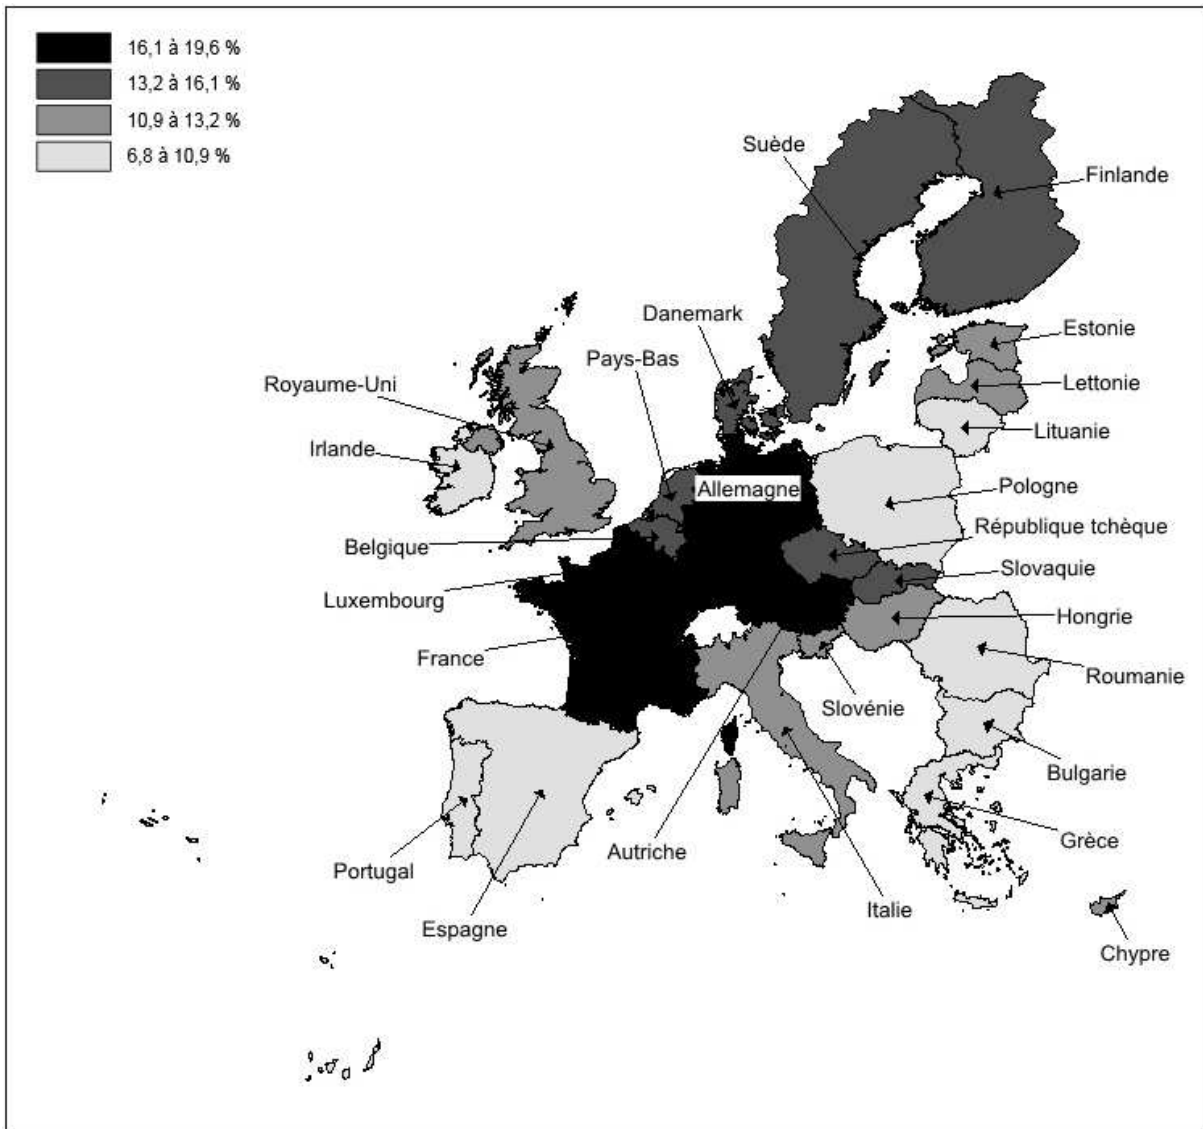 16,1 à 19,6 %
13,2 à 16,1 %
10,9 à 13,2 %
6,8 à 10,9 %
Suède
Finlande
Danemark
Estonie
Pays-Bas
Royaume-Uni
Lettonie
Lituanie
Irlande
Allemagne
Pologne
République tchèque
Belgique
Slovaquie
Luxembourg
Hongrie
France
Roumanie
Slovénie
Bulgarie
Grèce
Autriche
Portugal
Italie
Espagne
Chypre